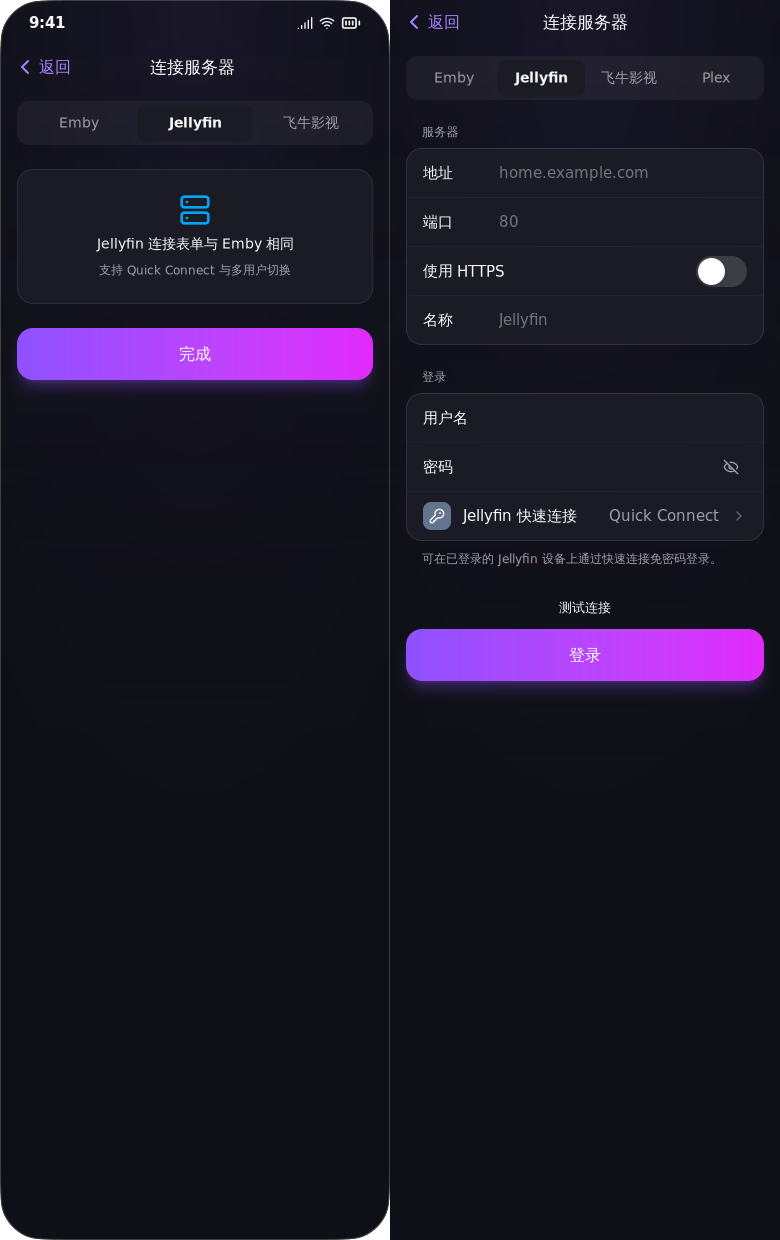 9:41
返回
连接服务器
Emby
Jellyfin
飞牛影视
Jellyfin 连接表单与 Emby 相同
支持 Quick Connect 与多用户切换
完成
返回
连接服务器
Emby
Jellyfin
飞牛影视
Plex
服务器
地址 home.example.com
端口 80
使用 HTTPS
名称 Jellyfin
登录
用户名
密码
Jellyfin 快速连接 Quick Connect
可在已登录的 Jellyfin 设备上通过快速连接免密码登录。
测试连接
登录